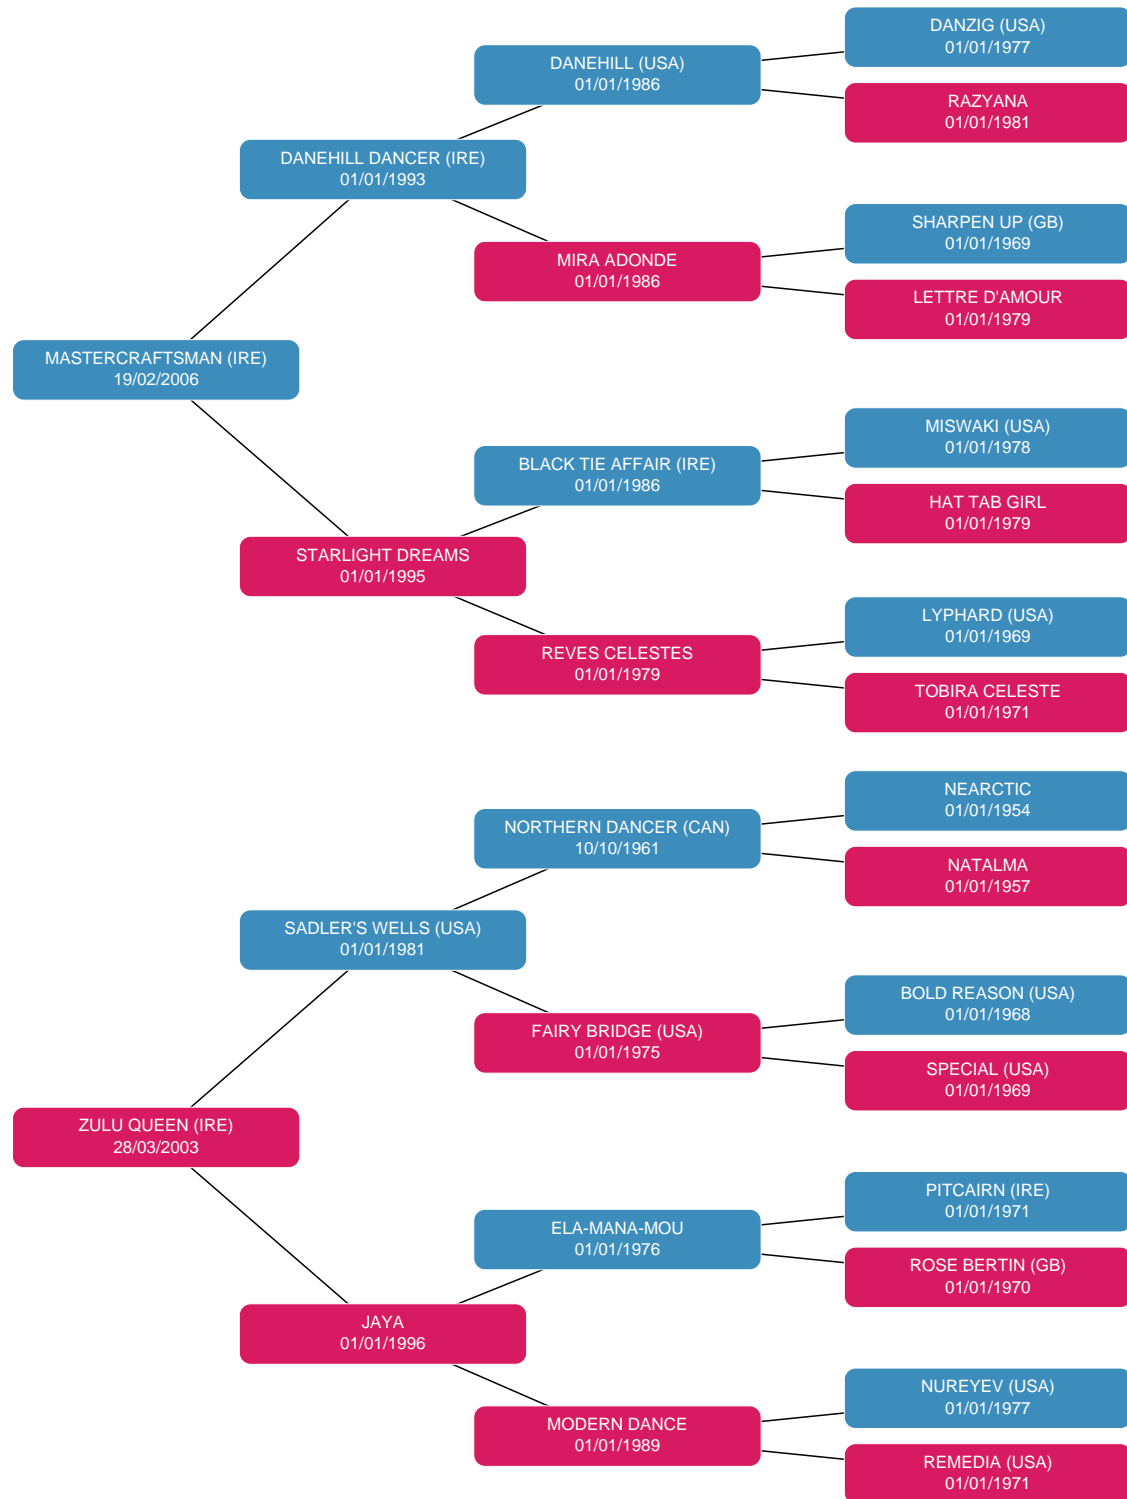 DANZIG (USA)
01/01/1977
DANEHILL (USA)
01/01/1986
RAZYANA
01/01/1981
DANEHILL DANCER (IRE)
01/01/1993
SHARPEN UP (GB)
01/01/1969
MIRA ADONDE
01/01/1986
LETTRE D'AMOUR
01/01/1979
MASTERCRAFTSMAN (IRE)
19/02/2006
MISWAKI (USA)
01/01/1978
BLACK TIE AFFAIR (IRE)
01/01/1986
HAT TAB GIRL
01/01/1979
STARLIGHT DREAMS
01/01/1995
LYPHARD (USA)
01/01/1969
REVES CELESTES
01/01/1979
TOBIRA CELESTE
01/01/1971
NEARCTIC
01/01/1954
NORTHERN DANCER (CAN)
10/10/1961
NATALMA
01/01/1957
SADLER'S WELLS (USA)
01/01/1981
BOLD REASON (USA)
01/01/1968
FAIRY BRIDGE (USA)
01/01/1975
SPECIAL (USA)
01/01/1969
ZULU QUEEN (IRE)
28/03/2003
PITCAIRN (IRE)
01/01/1971
ELA-MANA-MOU
01/01/1976
ROSE BERTIN (GB)
01/01/1970
JAYA
01/01/1996
NUREYEV (USA)
01/01/1977
MODERN DANCE
01/01/1989
REMEDIA (USA)
01/01/1971